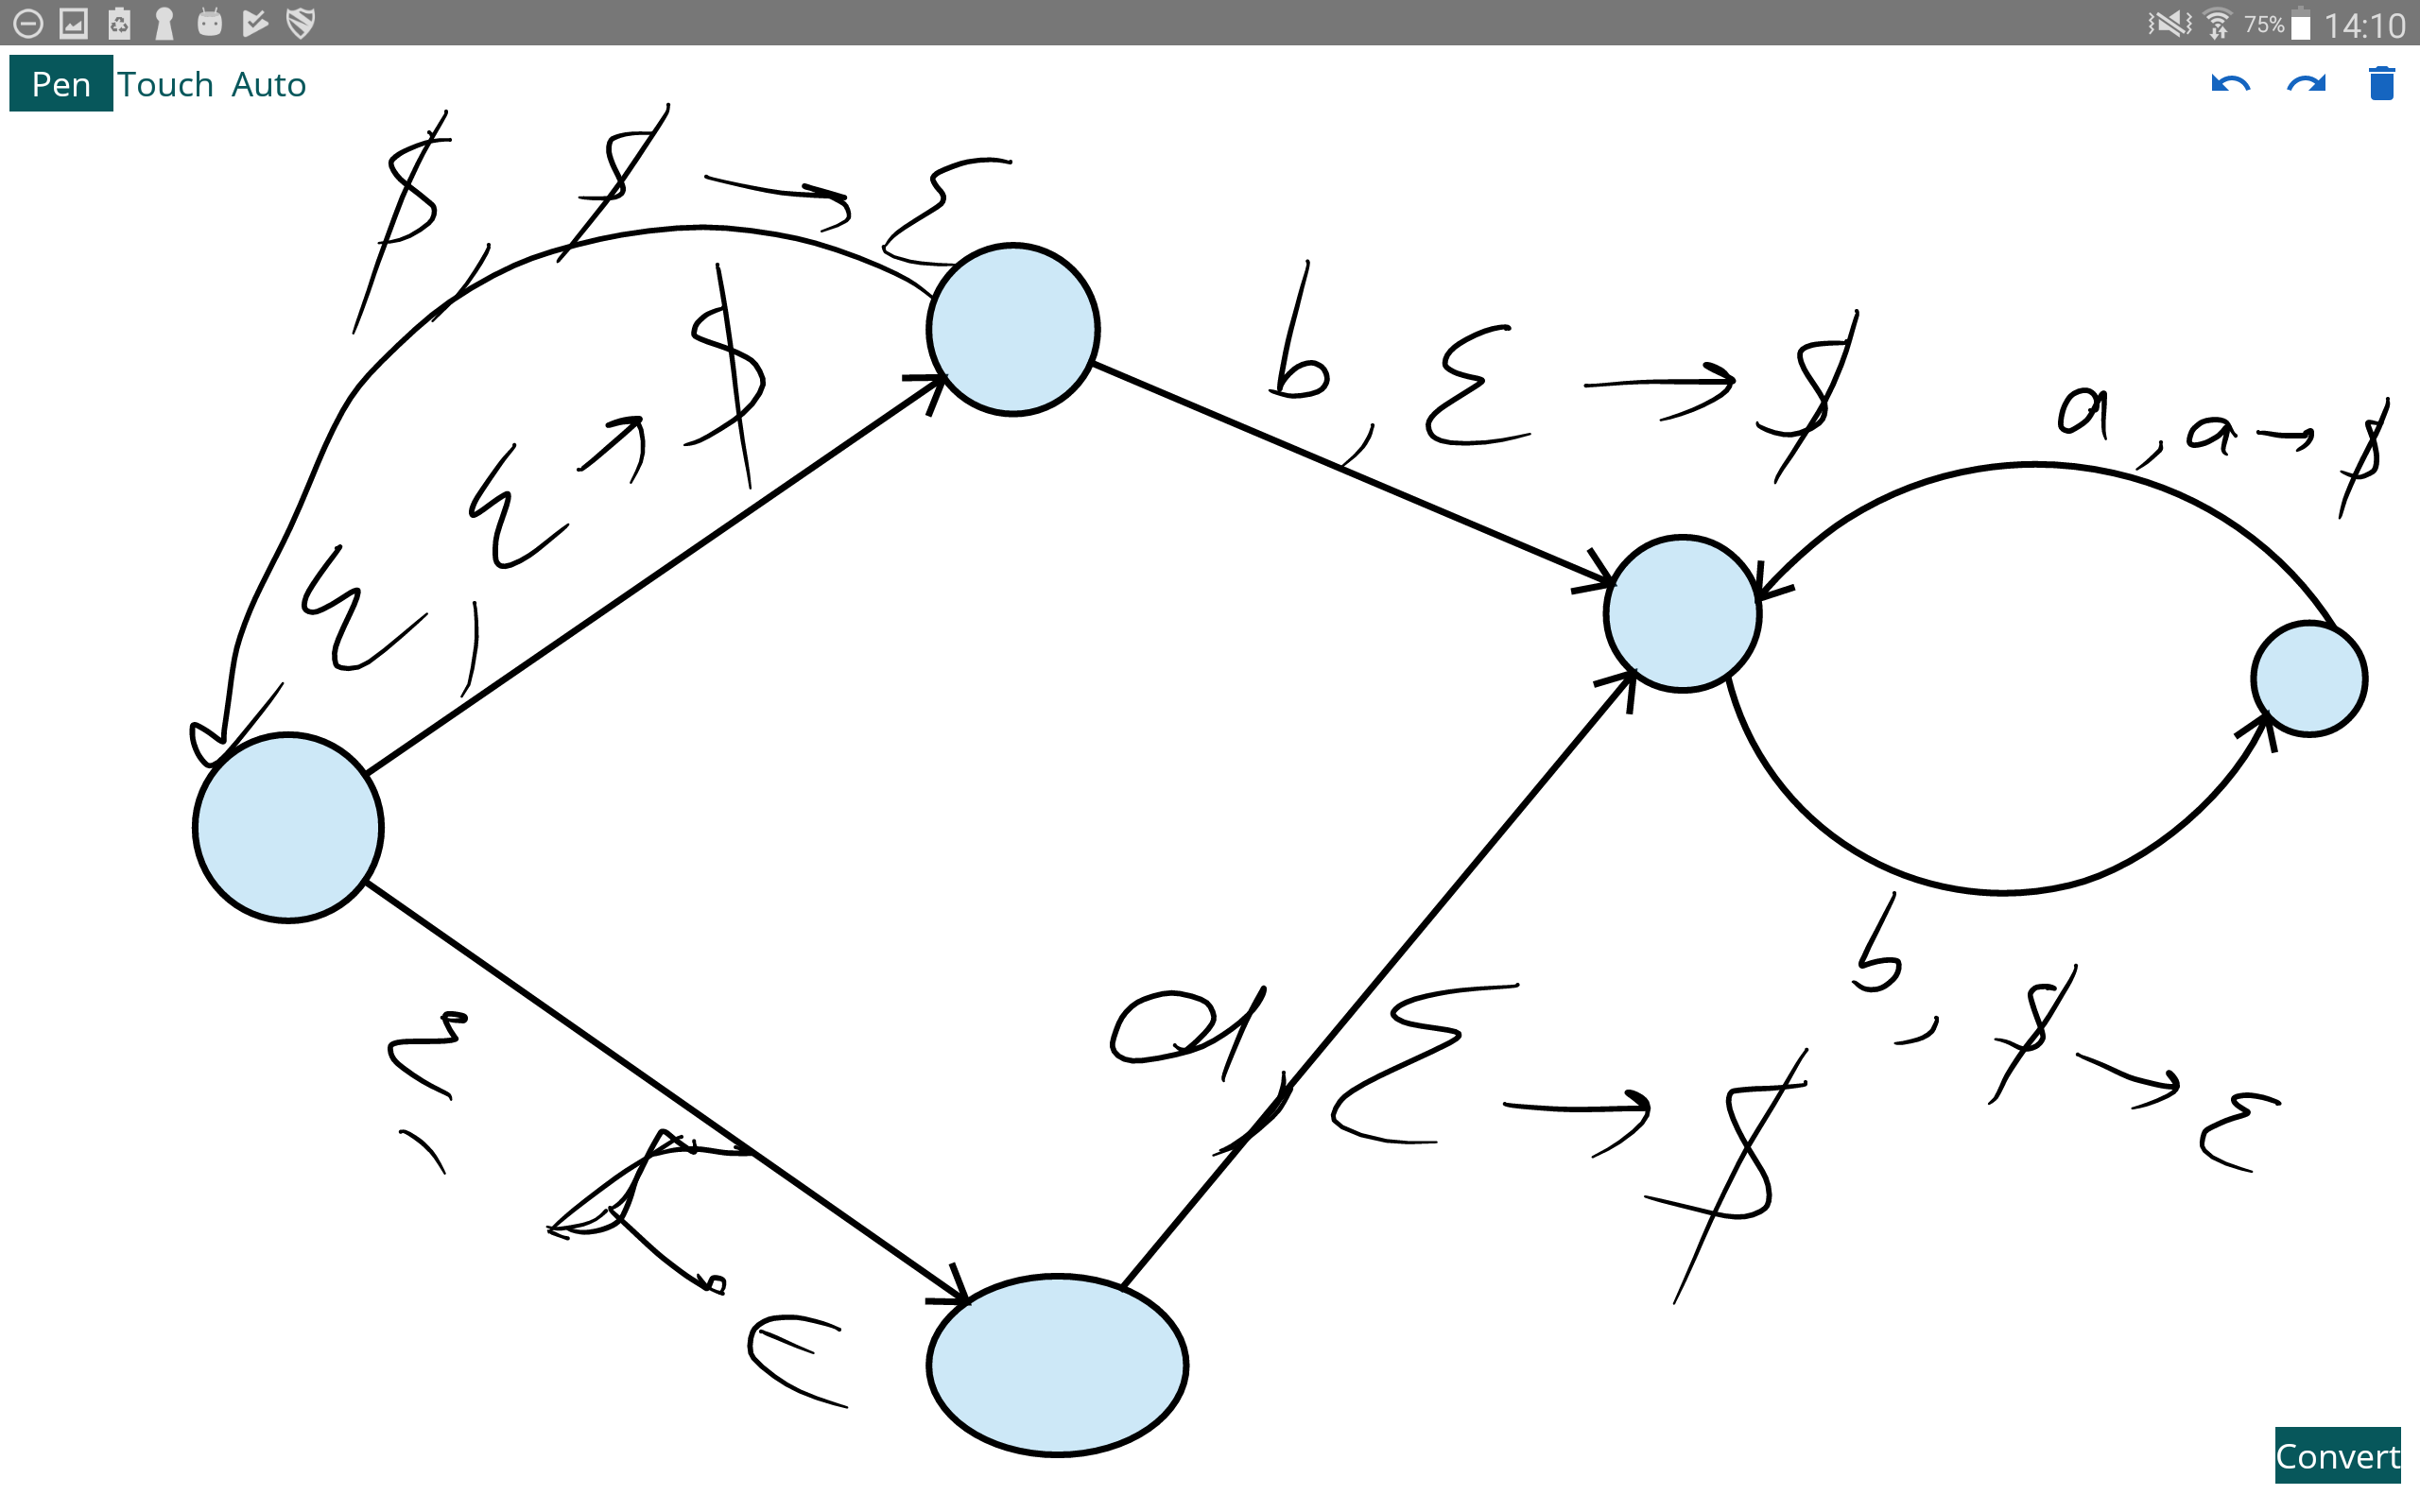 75% 14:10
Pen Touch Auto
$, $ → ε
ε, ε → $
b, ε → $
a, a → $
b, $ → ε
a, ε → $
ε,
ε
Convert